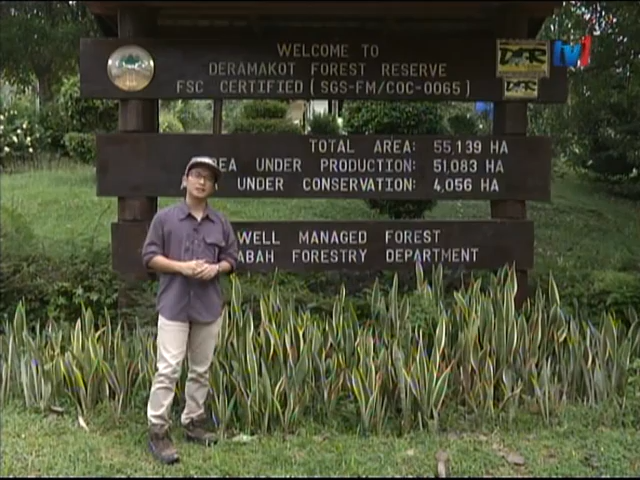 WELCOME TO
DERAMAKOT FOREST RESERVE
FSC CERTIFIED (SGS-FM/COC-0065)
tv1
TOTAL AREA: 55,139 HA
EA UNDER PRODUCTION: 51,083 HA
UNDER CONSERVATION: 4,056 HA
WELL MANAGED FOREST
ABAH FORESTRY DEPARTMENT